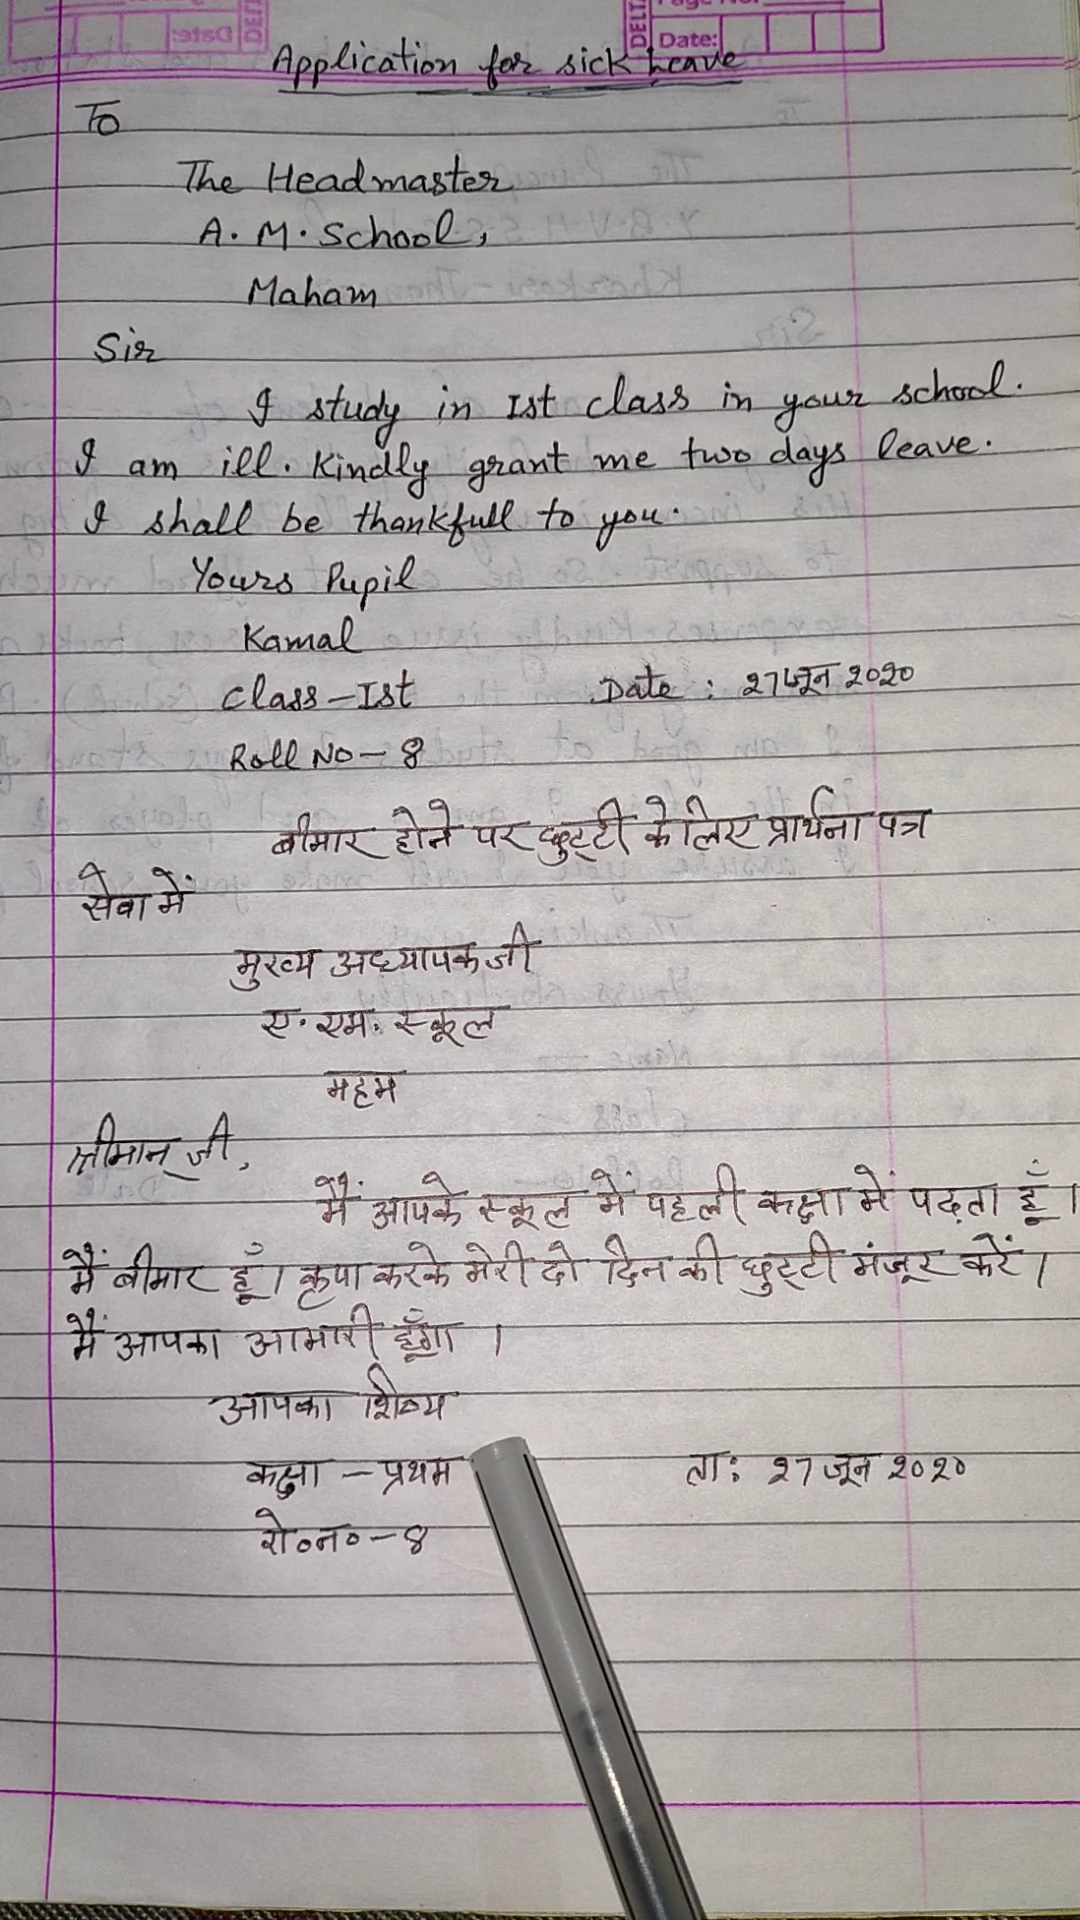 Date:
Application for sick Leave
To
The Headmaster
A. M. School,
Maham
Sir
I study in Ist class in your school.
I am ill. Kindly grant me two days leave.
I shall be thankfull to you.
Yours Pupil
Kamal
Class-Ist Date : 27 जून 2020
Roll No-8
बीमार होने पर छुट्टी के लिए प्रार्थना पत्र
सेवा में
मुख्य अध्यापक जी
ए. एम. स्कूल
महम
श्रीमान् जी,
मैं आपके स्कूल में पहली कक्षा में पढ़ता हूँ।
मैं बीमार हूँ। कृपा करके मेरी दो दिन की छुट्टी मंजूर करें।
मैं आपका आभारी हूँगा ।
आपका शिष्य
कक्षा - प्रथम ता: 27 जून 2020
रो०न०-8